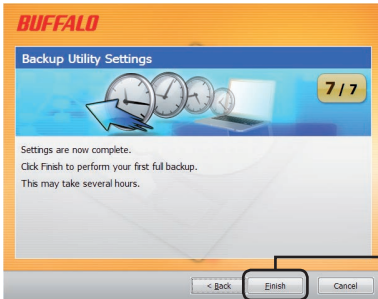 BUFFALO
Backup Utility Settings
7 / 7
Settings are now complete.
Click Finish to perform your first full backup.
This may take several hours.
< Back
Finish
Cancel